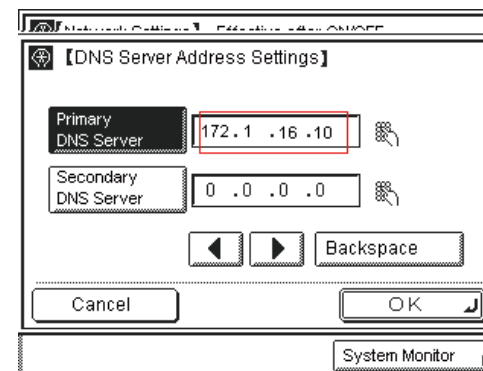 【DNS Server Address Settings】
Primary
DNS Server
172.1 .16 .10
Secondary
DNS Server
0 .0 .0 .0
Backspace
Cancel
OK
System Monitor